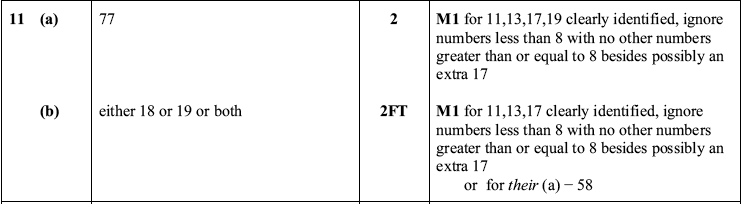 11 (a) 77 2 M1 for 11,13,17,19 clearly identified, ignore
numbers less than 8 with no other numbers
greater than or equal to 8 besides possibly an
extra 17
(b) either 18 or 19 or both 2FT M1 for 11,13,17 clearly identified, ignore
numbers less than 8 with no other numbers
greater than or equal to 8 besides possibly an
extra 17
or for their (a) − 58